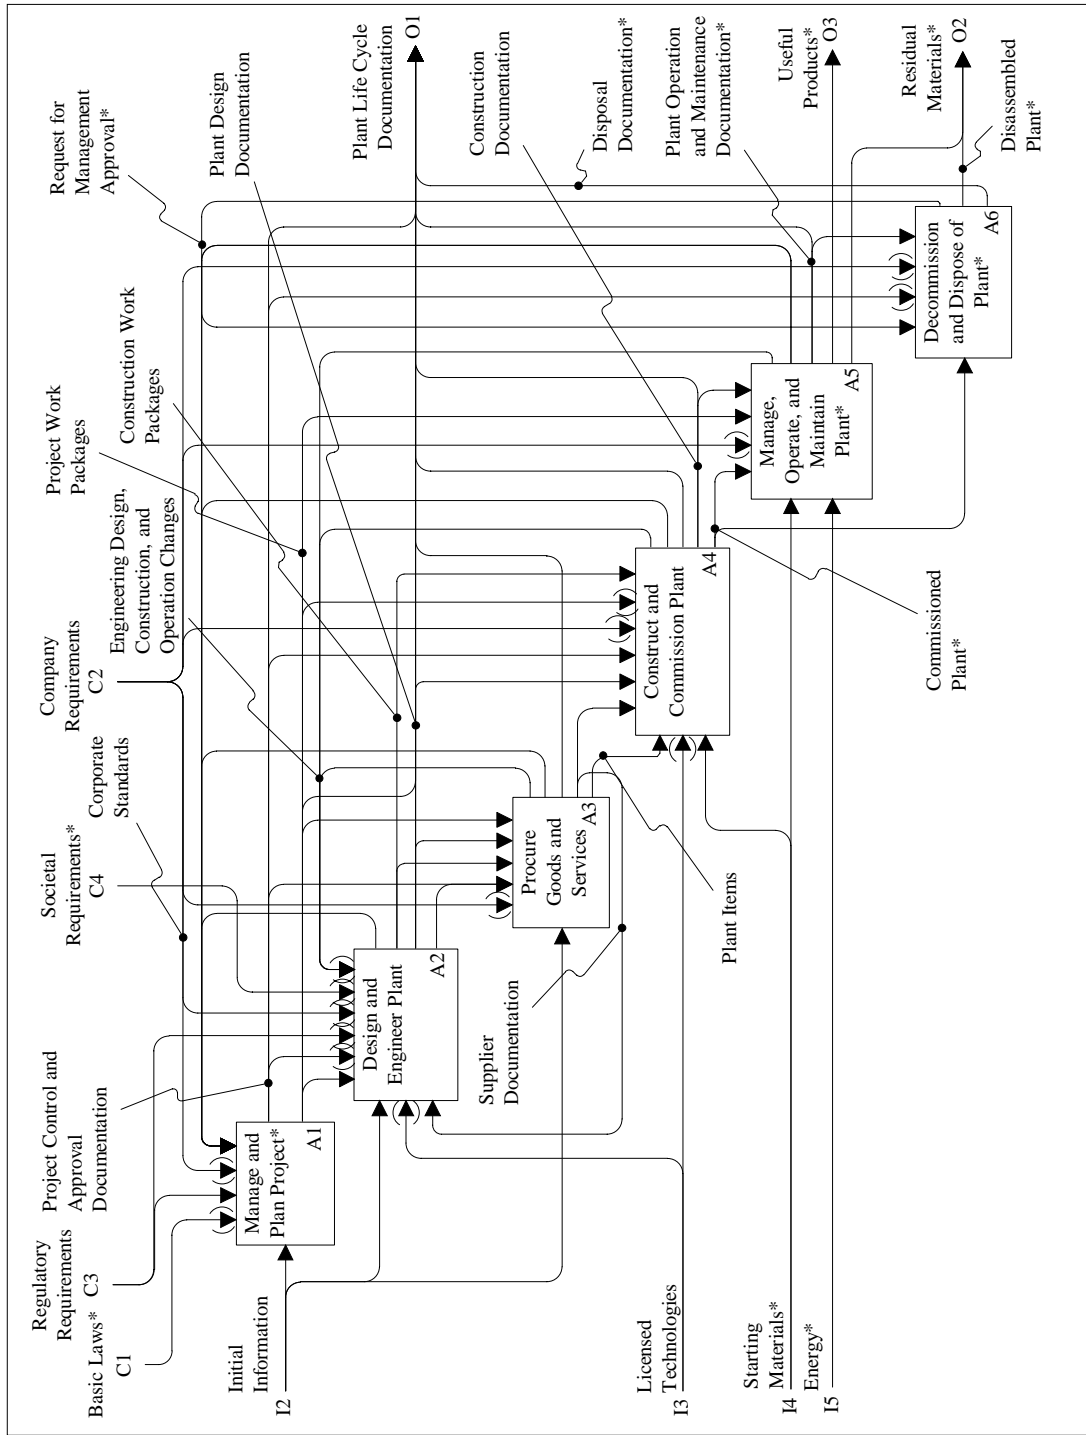 Regulatory
Requirements
C3
Basic Laws*
C1
Project Control and
Approval
Documentation
Societal
Requirements*
C4
Corporate
Standards
Company
Requirements
C2
Engineering Design,
Construction, and
Operation Changes
Project Work
Packages
Construction Work
Packages
Plant Design
Documentation
Request for
Management
Approval*
Initial
Information
I2
Manage and
Plan Project*
A1
Design and
Engineer Plant
A2
Procure
Goods and
Services
A3
Construct and
Commission Plant
A4
Manage,
Operate, and
Maintain
Plant*
A5
Decommission
and Dispose of
Plant*
A6
Plant Life Cycle
Documentation
O1
Construction
Documentation
Disposal
Documentation*
Plant Operation
and Maintenance
Documentation*
Useful
Products*
O3
Residual
Materials*
O2
Disassembled
Plant*
Supplier
Documentation
Plant Items
Commissioned
Plant*
Licensed
Technologies
I3
Starting
Materials*
I4
Energy*
I5